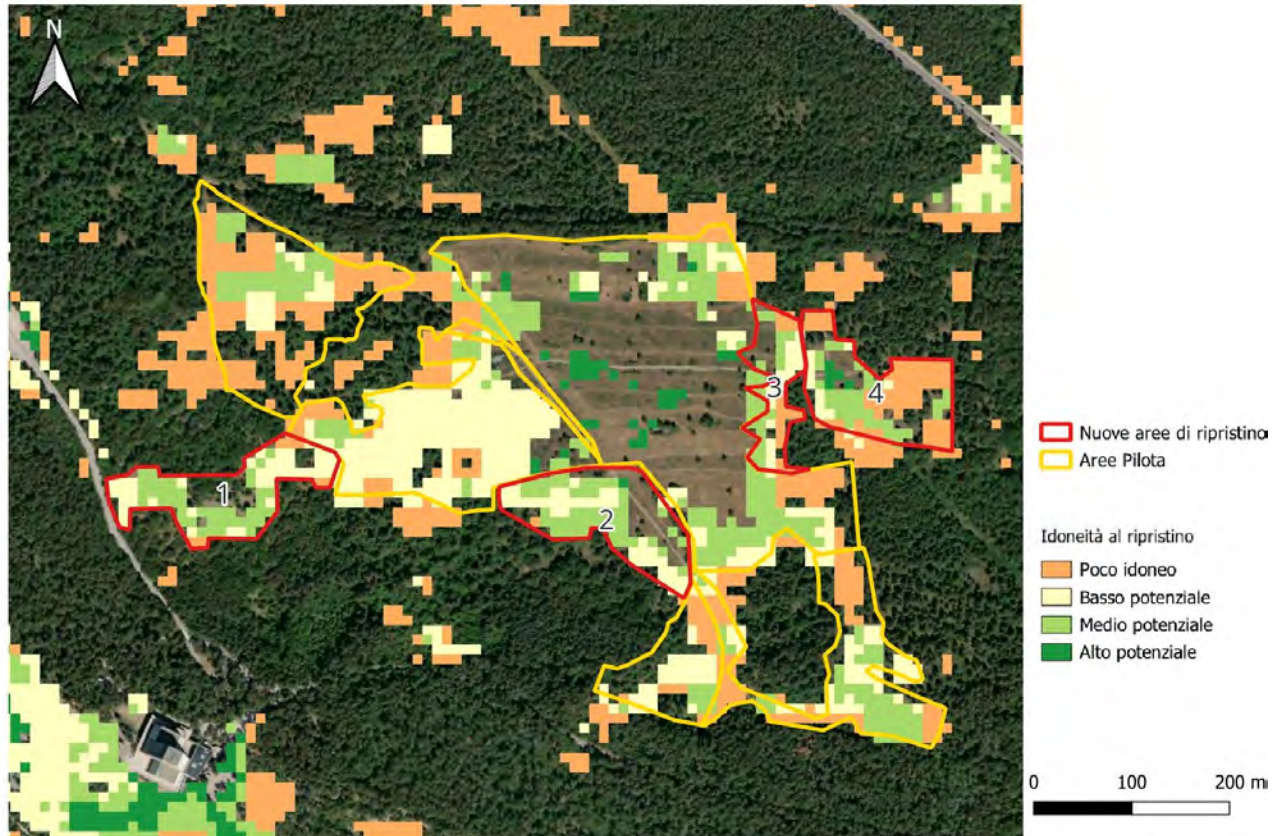 N
1
2
3
4
Nuove aree di ripristino
Aree Pilota
Idoneità al ripristino
Poco idoneo
Basso potenziale
Medio potenziale
Alto potenziale
0 100 200 m